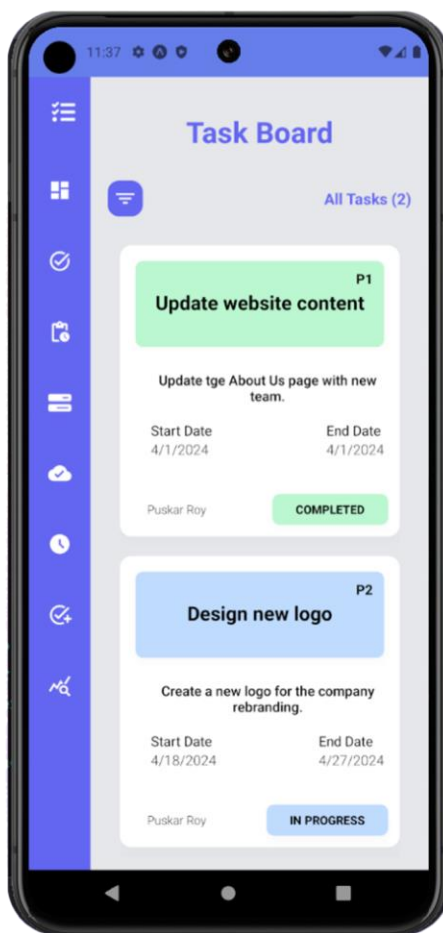 11:37
Task Board
All Tasks (2)
P1
Update website content
Update tge About Us page with new
team.
Start Date
End Date
4/1/2024
4/1/2024
Puskar Roy
COMPLETED
P2
Design new logo
Create a new logo for the company
rebranding.
Start Date
End Date
4/18/2024
4/27/2024
Puskar Roy
IN PROGRESS